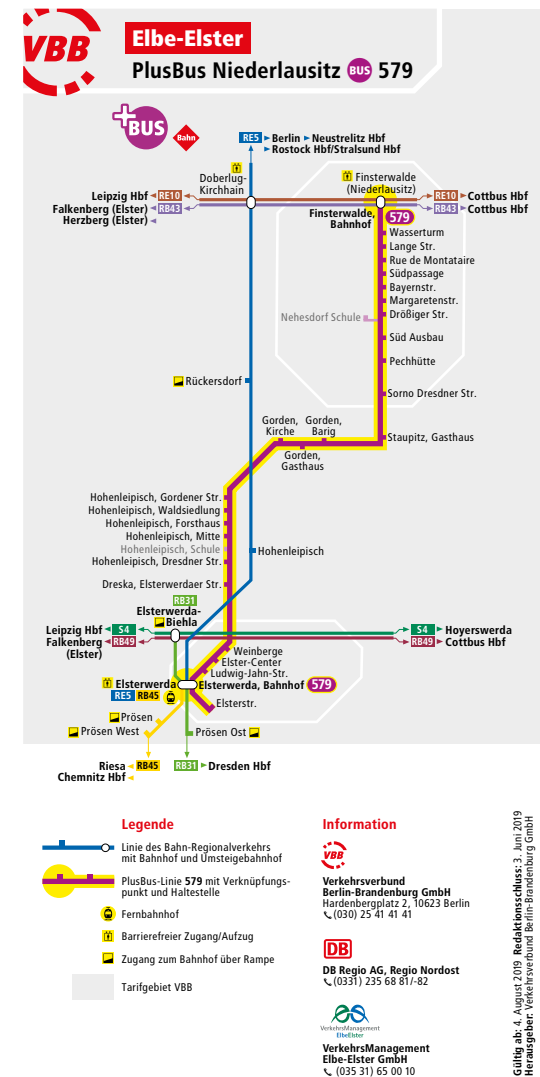 VBB
Elbe-Elster
PlusBus Niederlausitz BUS 579
+BUS
Bahn
RE5 Berlin Neustrelitz Hbf
Rostock Hbf/Stralsund Hbf
Doberlug-
Kirchhain
Finsterwalde
(Niederlausitz)
Leipzig Hbf RE10
Falkenberg (Elster) RB43
Herzberg (Elster)
RE10 Cottbus Hbf
RB43 Cottbus Hbf
Finsterwalde,
Bahnhof
579
Wasserturm
Lange Str.
Rue de Montataire
Südpassage
Bayernstr.
Margaretenstr.
Nehesdorf Schule
Drößiger Str.
Süd Ausbau
Pechhütte
Rückersdorf
Sorno Dresdner Str.
Gorden,
Kirche
Gorden,
Barig
Staupitz, Gasthaus
Gorden,
Gasthaus
Hohenleipisch, Gordener Str.
Hohenleipisch, Waldsiedlung
Hohenleipisch, Forsthaus
Hohenleipisch, Mitte
Hohenleipisch, Schule
Hohenleipisch
Hohenleipisch, Dresdner Str.
Dreska, Elsterwerdaer Str.
RB31
Elsterwerda-
Biehla
Leipzig Hbf S4
Falkenberg RB49
(Elster)
S4 Hoyerswerda
RB49 Cottbus Hbf
Weinberge
Elster-Center
Ludwig-Jahn-Str.
Elsterwerda
Elsterwerda, Bahnhof 579
RE5 RB45
Elsterstr.
Prösen
Prösen West
Prösen Ost
Riesa RB45
Chemnitz Hbf
RB31 Dresden Hbf
Legende
Linie des Bahn-Regionalverkehrs
mit Bahnhof und Umsteigebahnhof
PlusBus-Linie 579 mit Verknüpfungs-
punkt und Haltestelle
Fernbahnhof
Barrierefreier Zugang/Aufzug
Zugang zum Bahnhof über Rampe
Tarifgebiet VBB
Information
VBB
Verkehrsverbund
Berlin-Brandenburg GmbH
Hardenbergplatz 2, 10623 Berlin
(030) 25 41 41 41
DB
DB Regio AG, Regio Nordost
(0331) 235 68 81/-82
VerkehrsManagement
ElbeElster
VerkehrsManagement
Elbe-Elster GmbH
(035 31) 65 00 10
Gültig ab: 4. August 2019 Redaktionsschluss: 3. Juni 2019
Herausgeber: Verkehrsverbund Berlin-Brandenburg GmbH